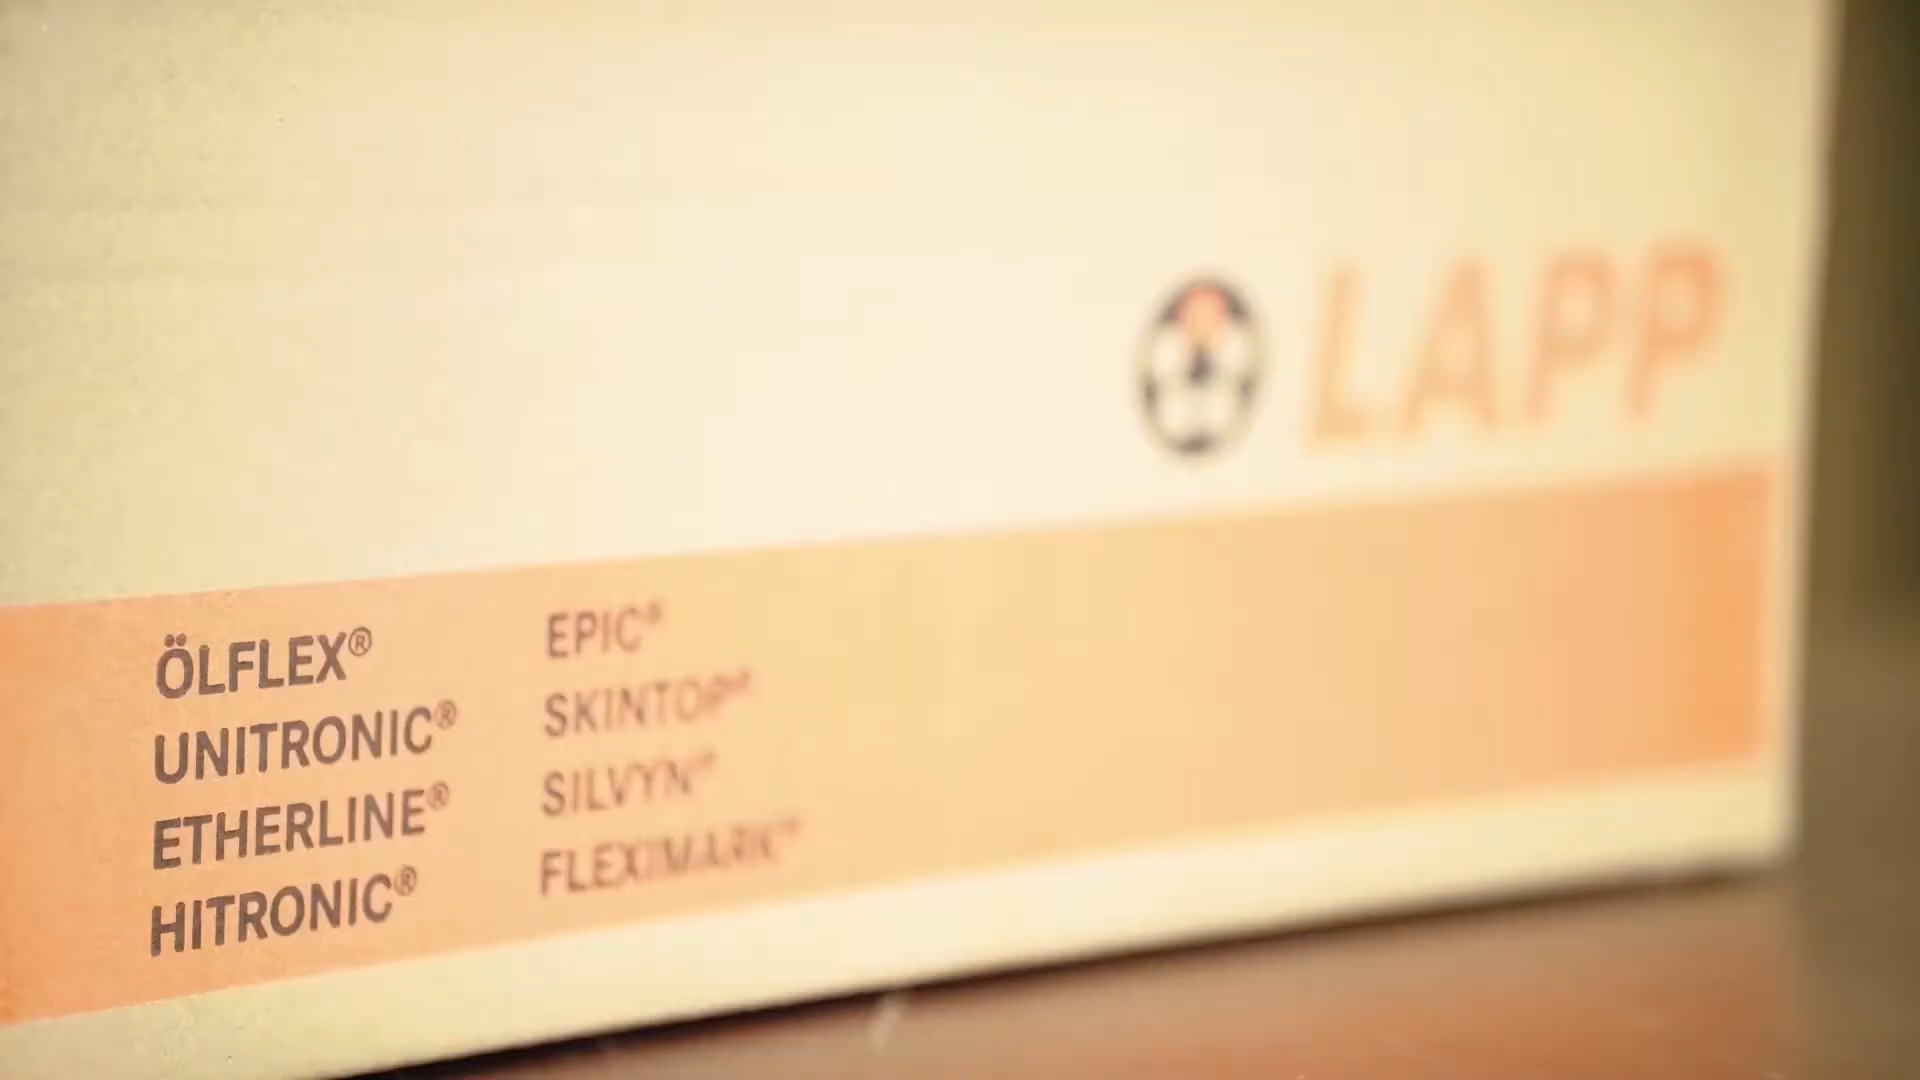 LAPP
ÖLFLEX®
UNITRONIC®
ETHERLINE®
HITRONIC®
EPIC®
SKINTOP®
SILVYN®
FLEXIMARK®